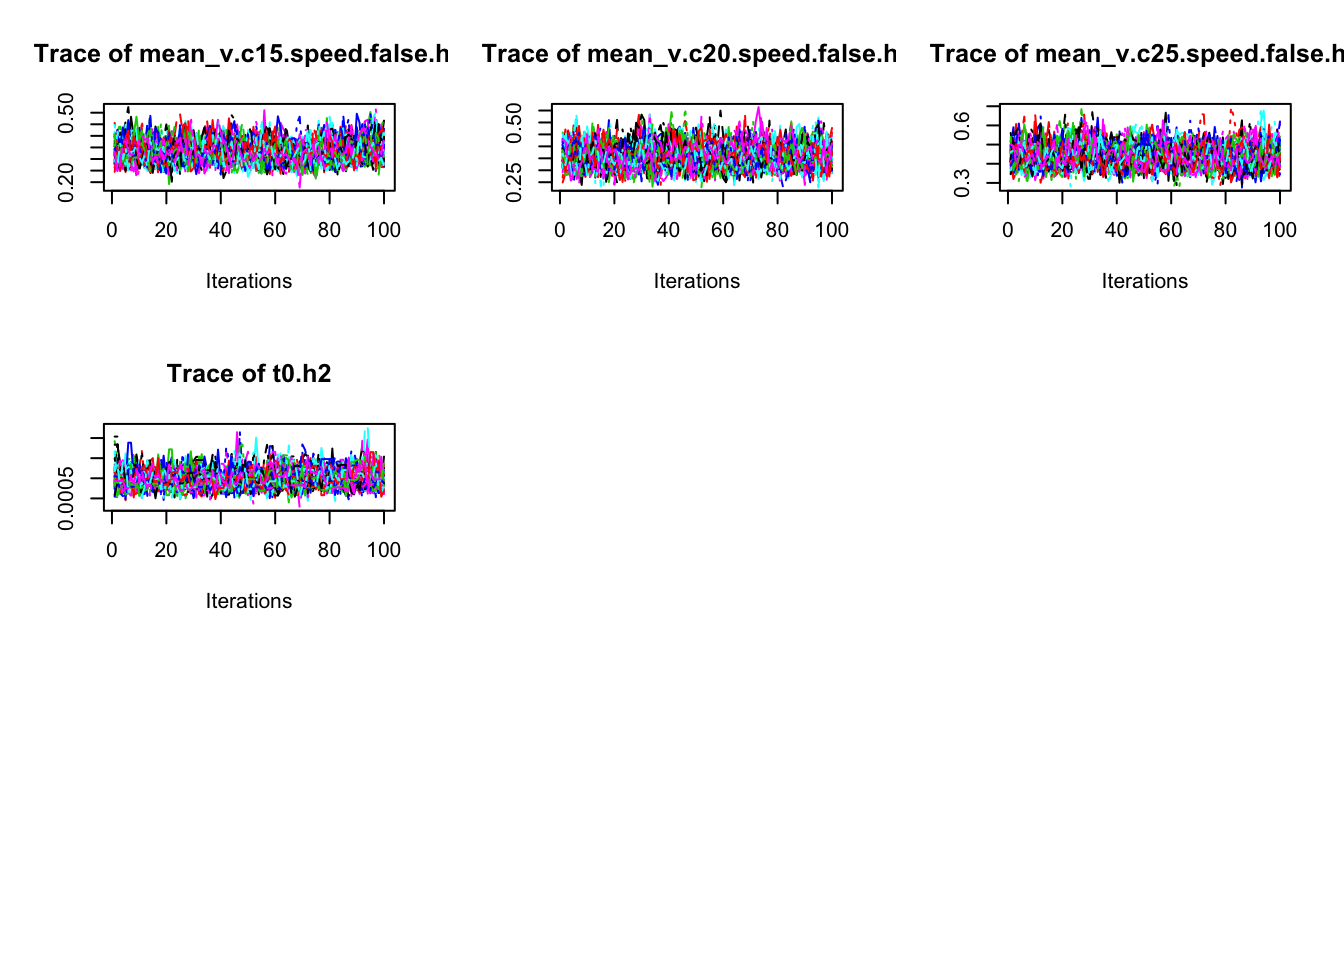 Trace of mean_v.c15.speed.false.h
Trace of mean_v.c20.speed.false.h
Trace of mean_v.c25.speed.false.h
0.50
0.20
0 20 40 60 80 100
Iterations
0.50
0.25
0 20 40 60 80 100
Iterations
0.6
0.3
0 20 40 60 80 100
Iterations
Trace of t0.h2
0.0005
0 20 40 60 80 100
Iterations